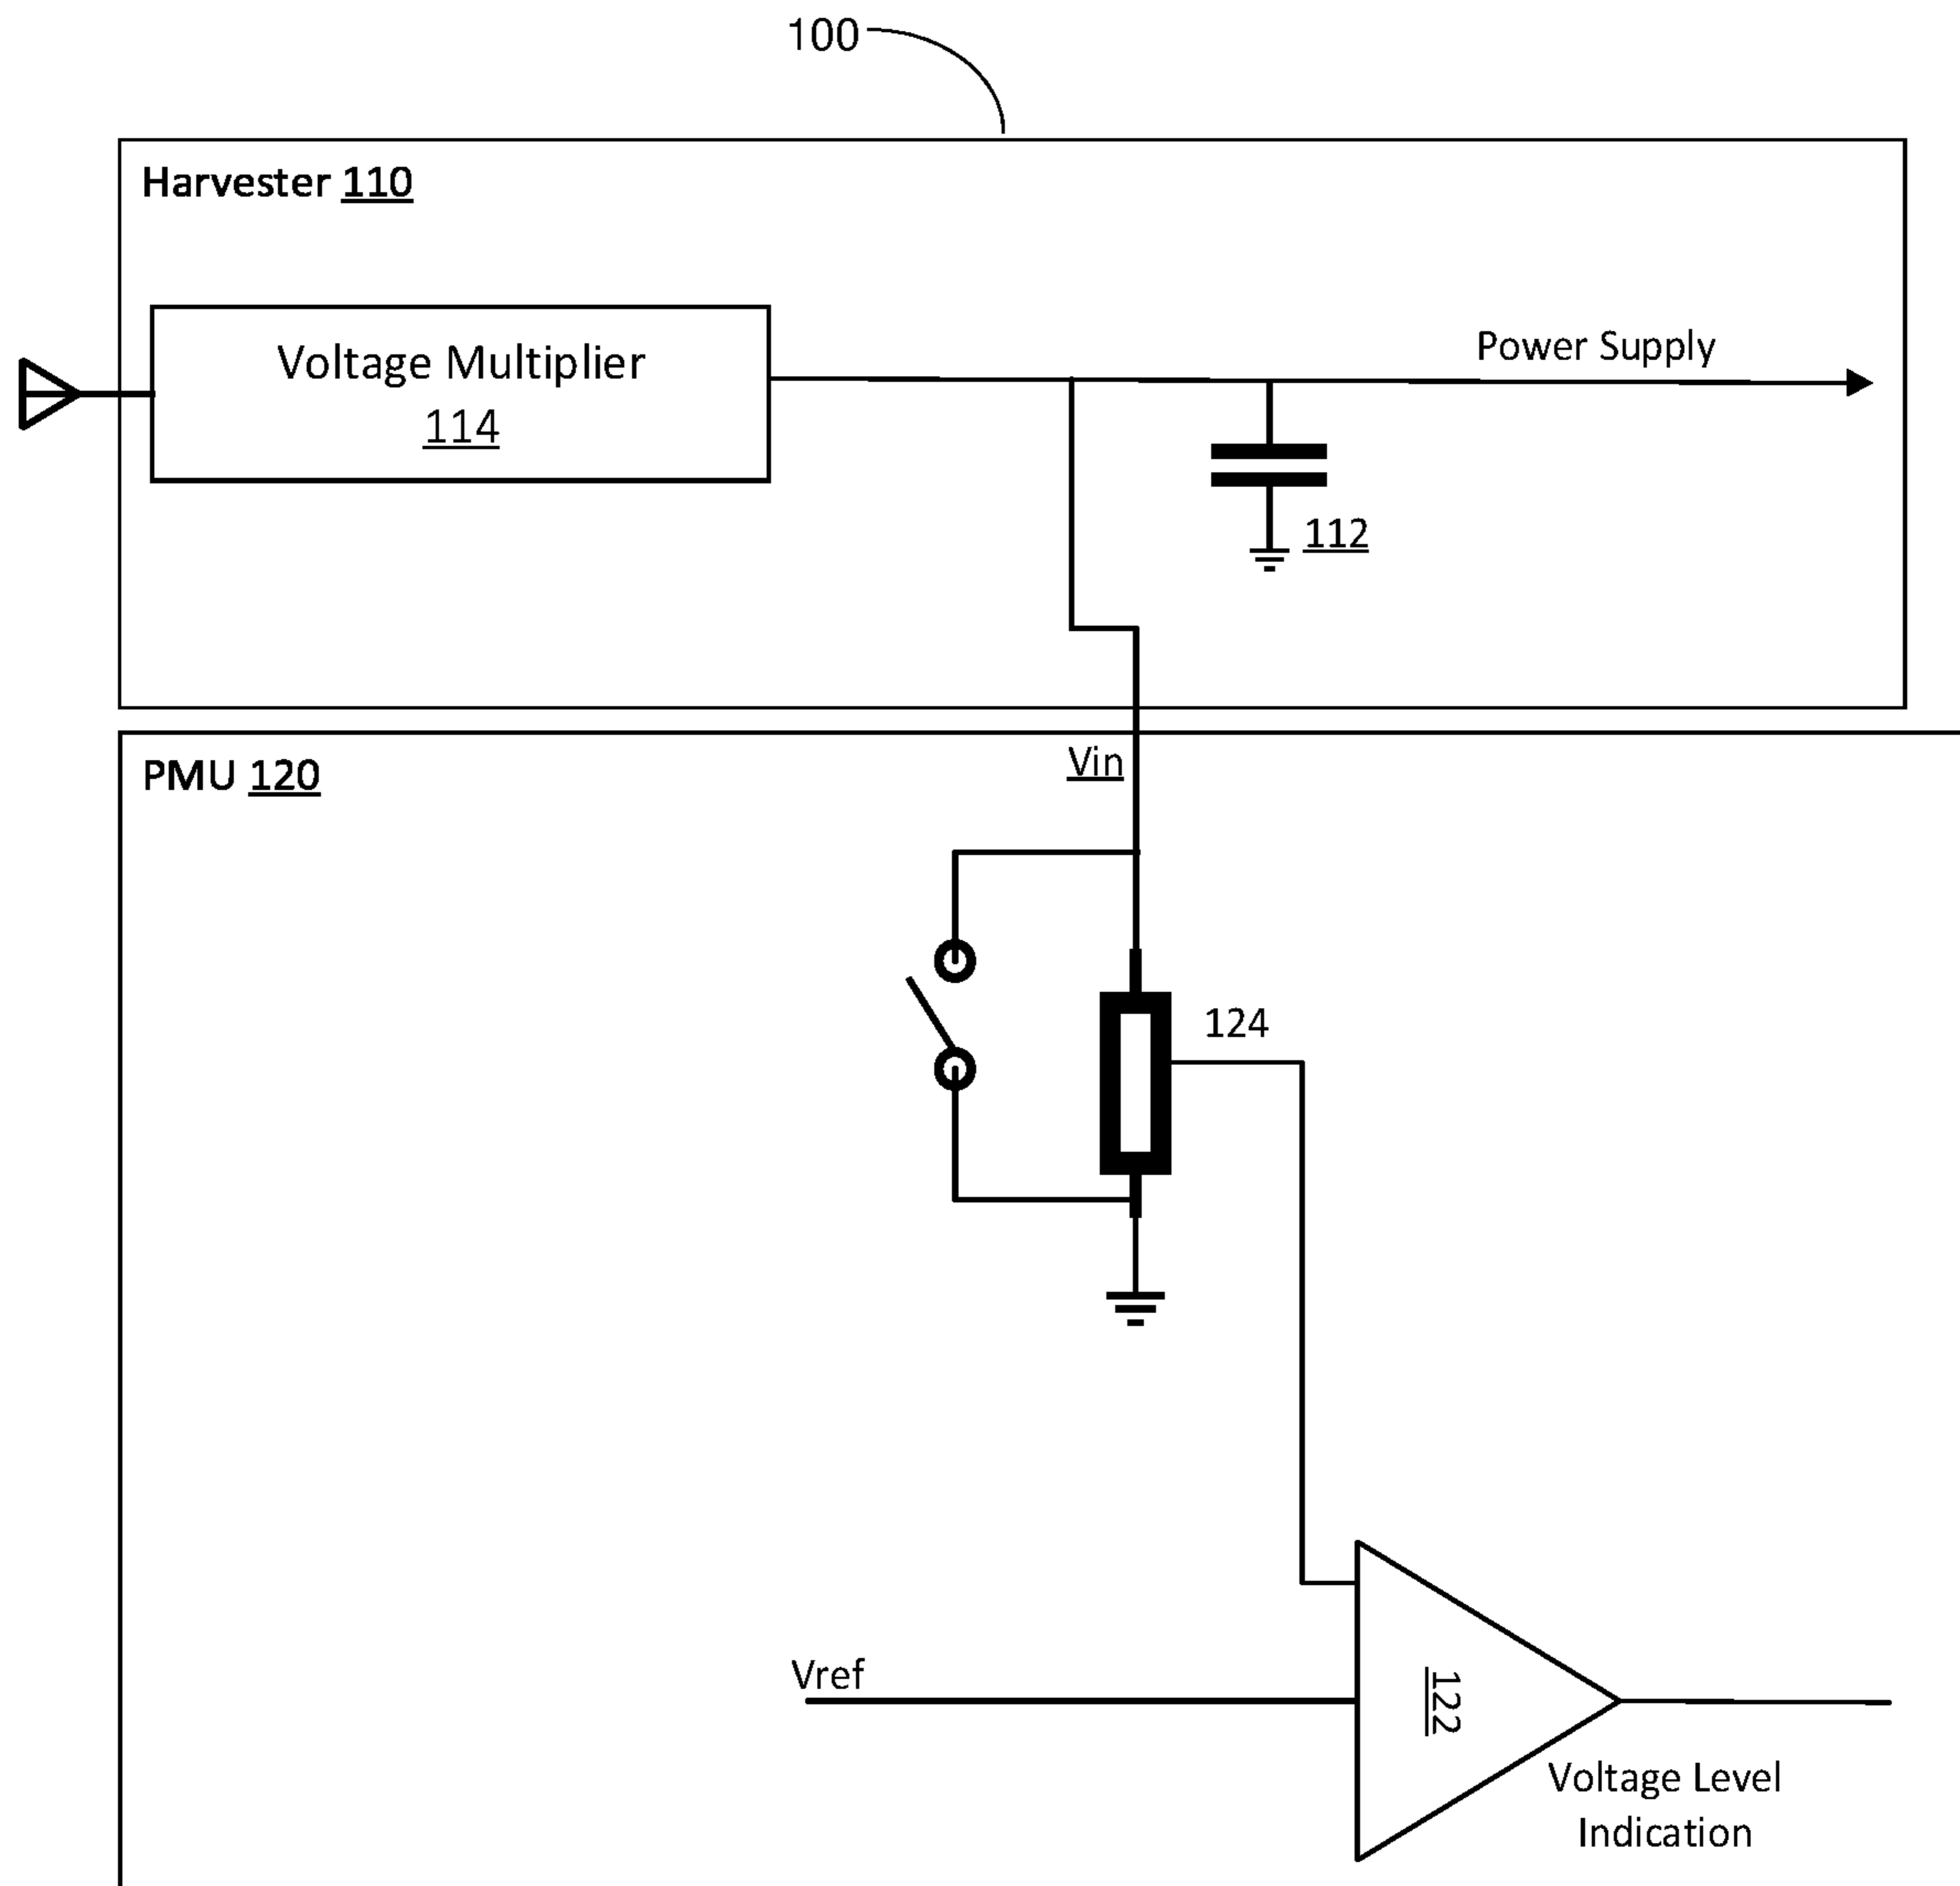 100
Harvester 110
Voltage Multiplier
114
Power Supply
112
PMU 120
Vin
124
Vref
122
Voltage Level
Indication